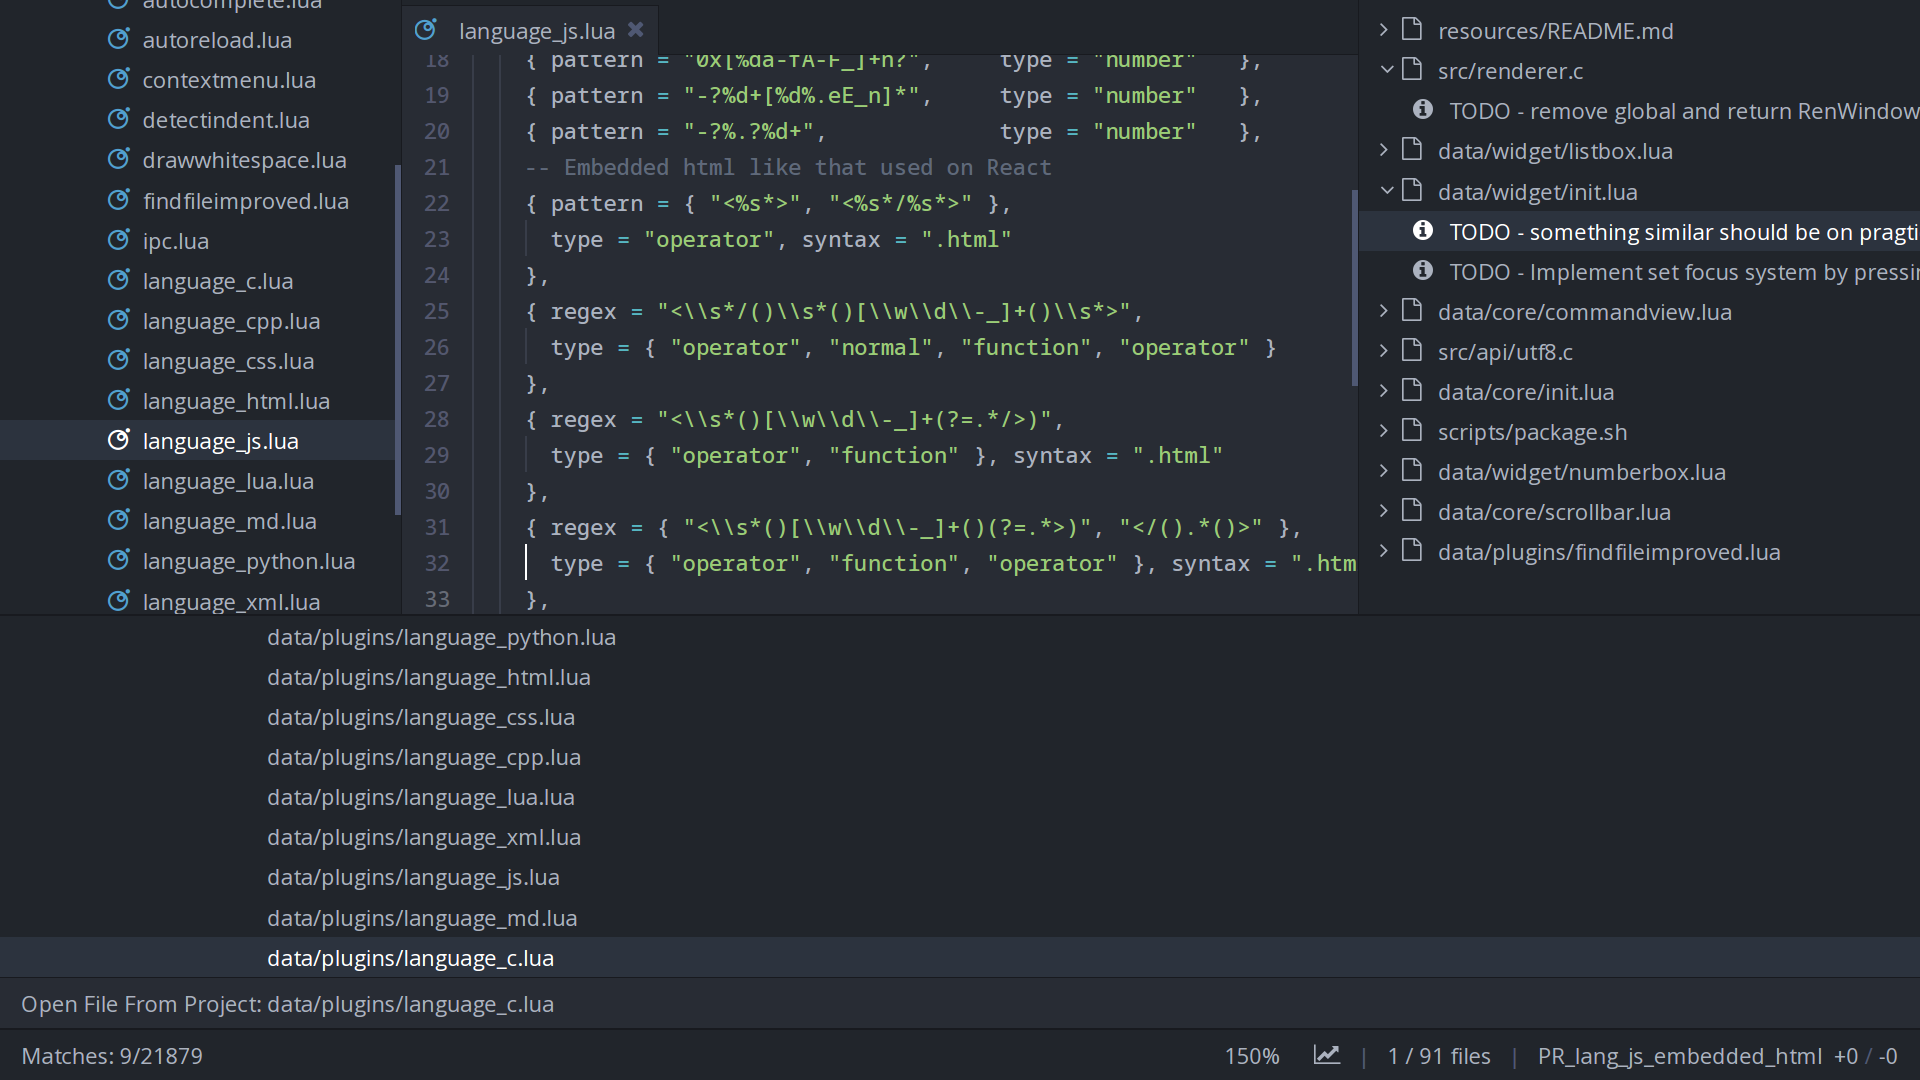 autocomplete.lua
autoreload.lua
contextmenu.lua
detectindent.lua
drawwhitespace.lua
findfileimproved.lua
ipc.lua
language_c.lua
language_cpp.lua
language_css.lua
language_html.lua
language_js.lua
language_lua.lua
language_md.lua
language_python.lua
language_xml.lua
language_js.lua
18 { pattern = "0x[%da-fA-F_]+n?", type = "number" },
19 { pattern = "-?%d+[%d%.eE_n]*", type = "number" },
20 { pattern = "-?%.?%d+", type = "number" },
21 -- Embedded html like that used on React
22 { pattern = { "<%s*>", "<%s*/%s*>" },
23 type = "operator", syntax = ".html"
24 },
25 { regex = "<\\s*/()\\s*()[\\w\\d\\-_]+()\\s*>",
26 type = { "operator", "normal", "function", "operator" }
27 },
28 { regex = "<\\s*()[\\w\\d\\-_]+(?=.*/>)",
29 type = { "operator", "function" }, syntax = ".html"
30 },
31 { regex = { "<\\s*()[\\w\\d\\-_]+()(?=.*>)", "</().*()>" },
32 type = { "operator", "function", "operator" }, syntax = ".htm
33 },
resources/README.md
src/renderer.c
TODO - remove global and return RenWindow
data/widget/listbox.lua
data/widget/init.lua
TODO - something similar should be on pragti
TODO - Implement set focus system by pressin
data/core/commandview.lua
src/api/utf8.c
data/core/init.lua
scripts/package.sh
data/widget/numberbox.lua
data/core/scrollbar.lua
data/plugins/findfileimproved.lua
data/plugins/language_python.lua
data/plugins/language_html.lua
data/plugins/language_css.lua
data/plugins/language_cpp.lua
data/plugins/language_lua.lua
data/plugins/language_xml.lua
data/plugins/language_js.lua
data/plugins/language_md.lua
data/plugins/language_c.lua
Open File From Project: data/plugins/language_c.lua
Matches: 9/21879
150% | 1 / 91 files | PR_lang_js_embedded_html +0 / -0